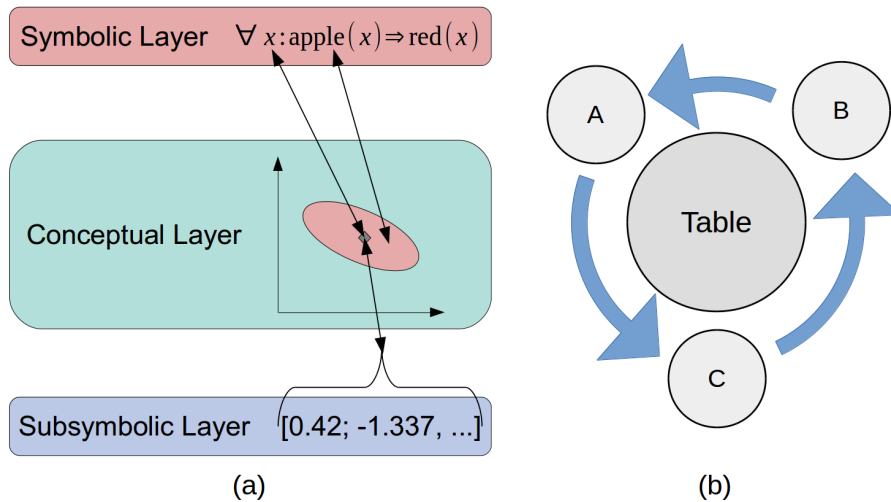 Symbolic Layer ∀ x:apple(x)⇒red(x)
Conceptual Layer
Subsymbolic Layer [0.42; -1.337, ...]
(a)
A
B
Table
C
(b)